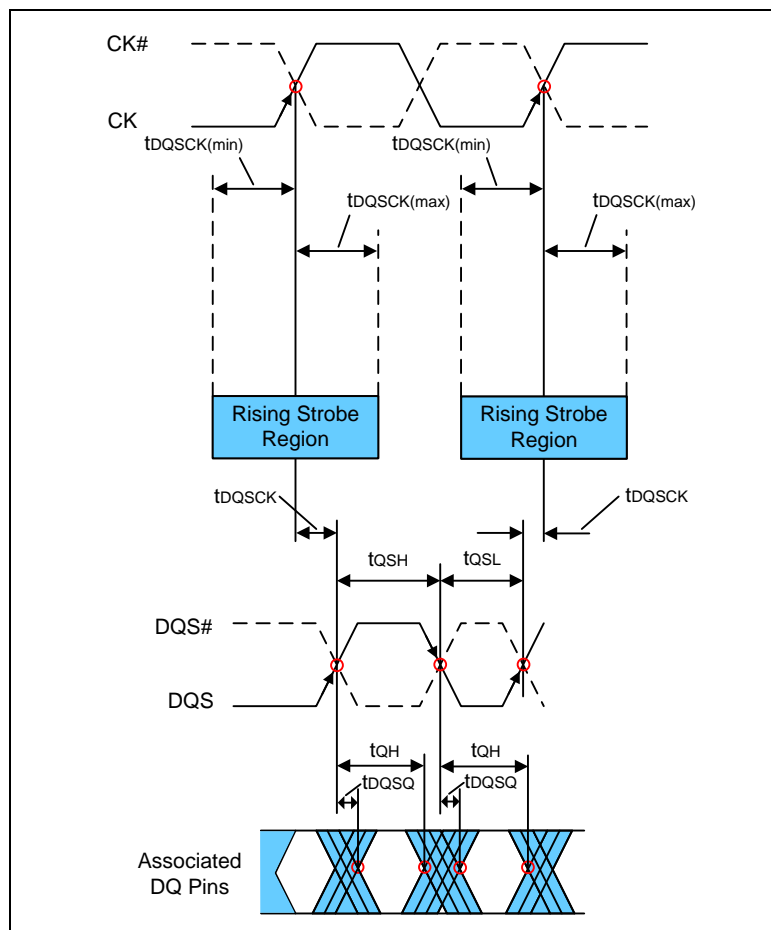 CK#
CK
tDQSCK(min)
tDQSCK(min)
tDQSCK(max)
tDQSCK(max)
Rising Strobe
Region
Rising Strobe
Region
tDQSCK
tDQSCK
tQSH
tQSL
DQS#
DQS
tQH
tQH
tDQSQ
tDQSQ
Associated
DQ Pins